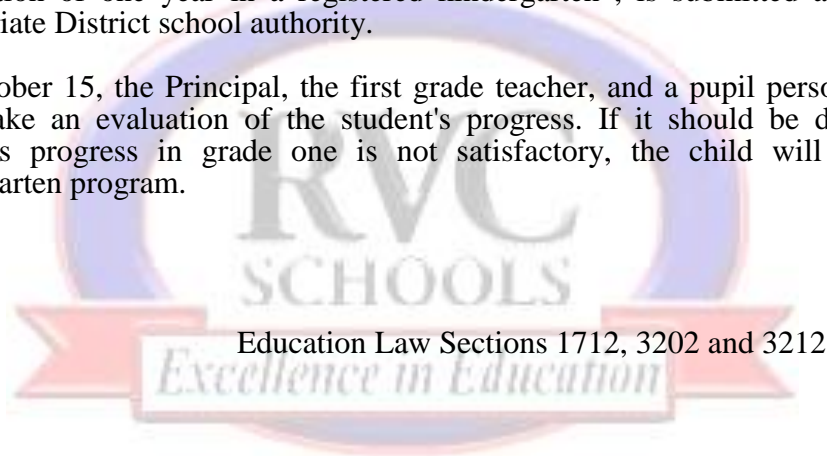 of one year in a registered kindergarten , is submitted
iate District school authority.
ober 15, the Principal, the first grade teacher, and a pupil
ake an evaluation of the student's progress. If it should be
s progress in grade one is not satisfactory, the child will
arten program.
RVC
SCHOOLS
Education Law Sections 1712, 3202 and 3212
Excellence in Education